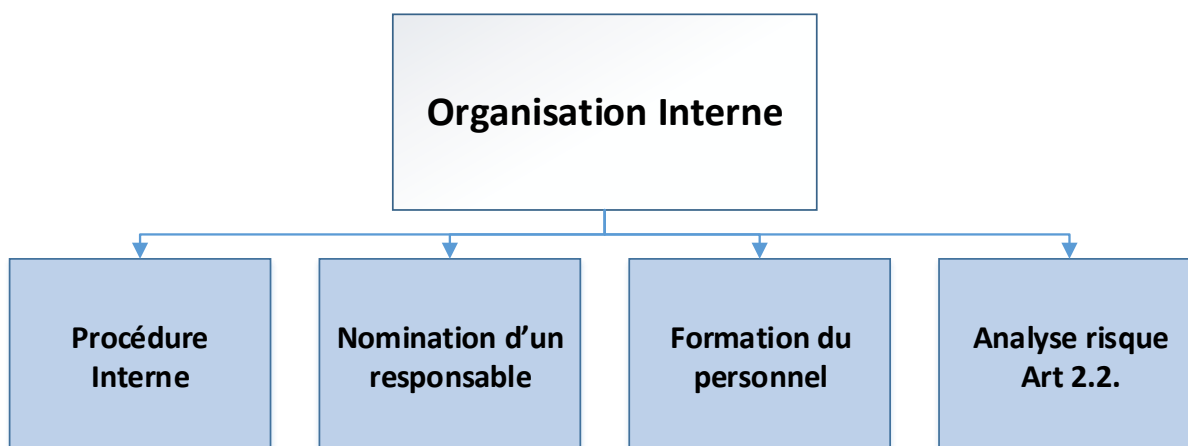 Organisation Interne
Procédure
Interne
Nomination d’un
responsable
Formation du
personnel
Analyse risque
Art 2.2.